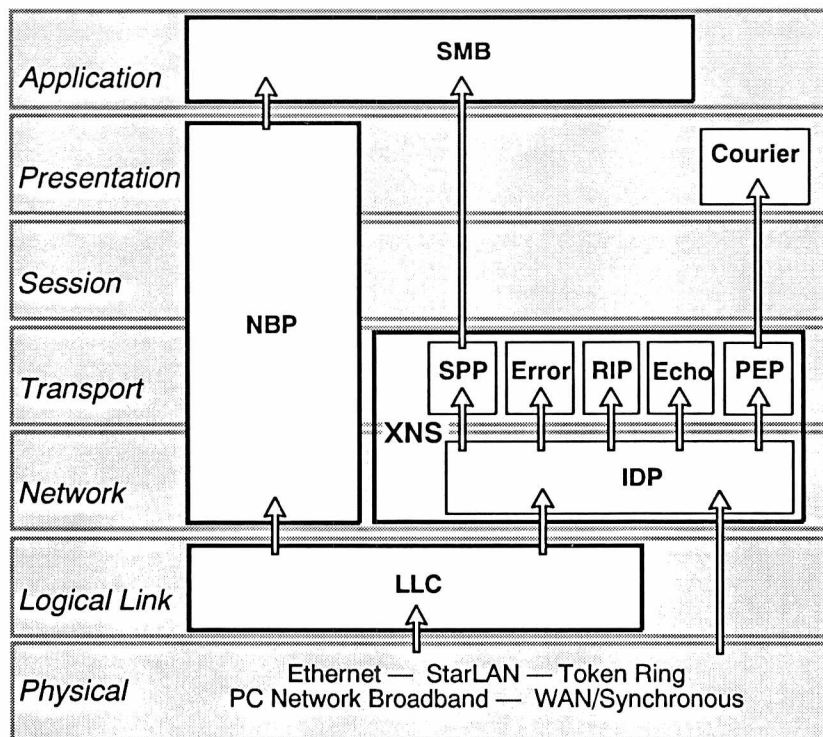 SMB
Application
Courier
Presentation
Session
NBP
SPP Error RIP Echo PEP
Transport
XNS
IDP
Network
LLC
Logical Link
Ethernet — StarLAN — Token Ring
Physical
PC Network Broadband — WAN/Synchronous